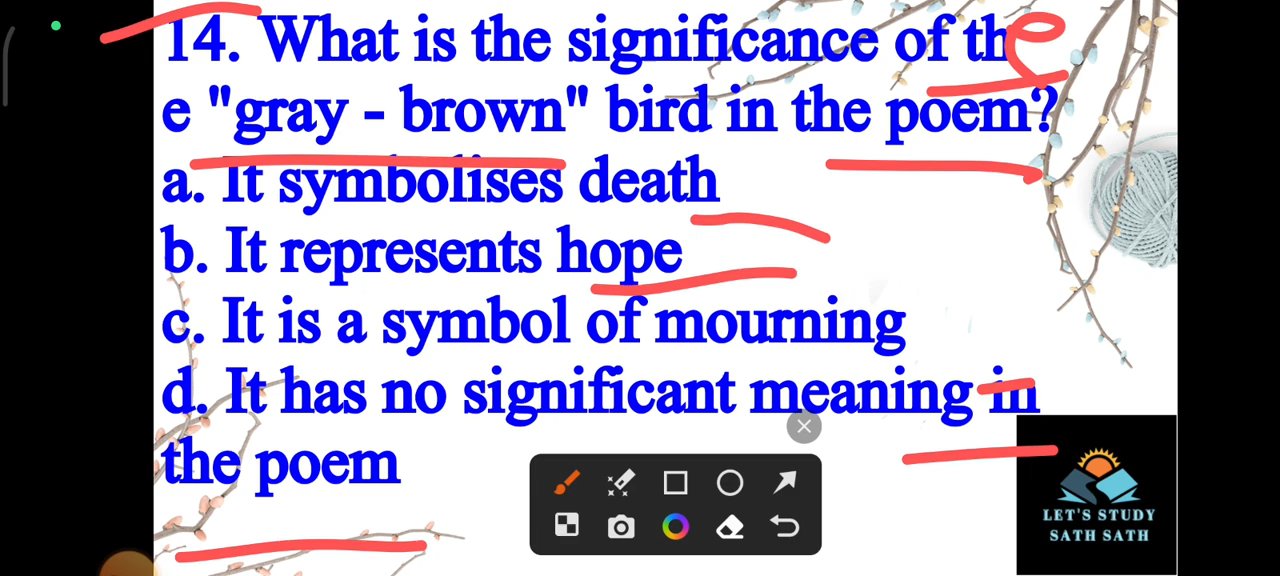 14. What is the significance of th
e "gray - brown" bird in the poem?
a. It symbolises death
b. It represents hope
c. It is a symbol of mourning
d. It has no significant meaning in
the poem
LET'S STUDY
SATH SATH